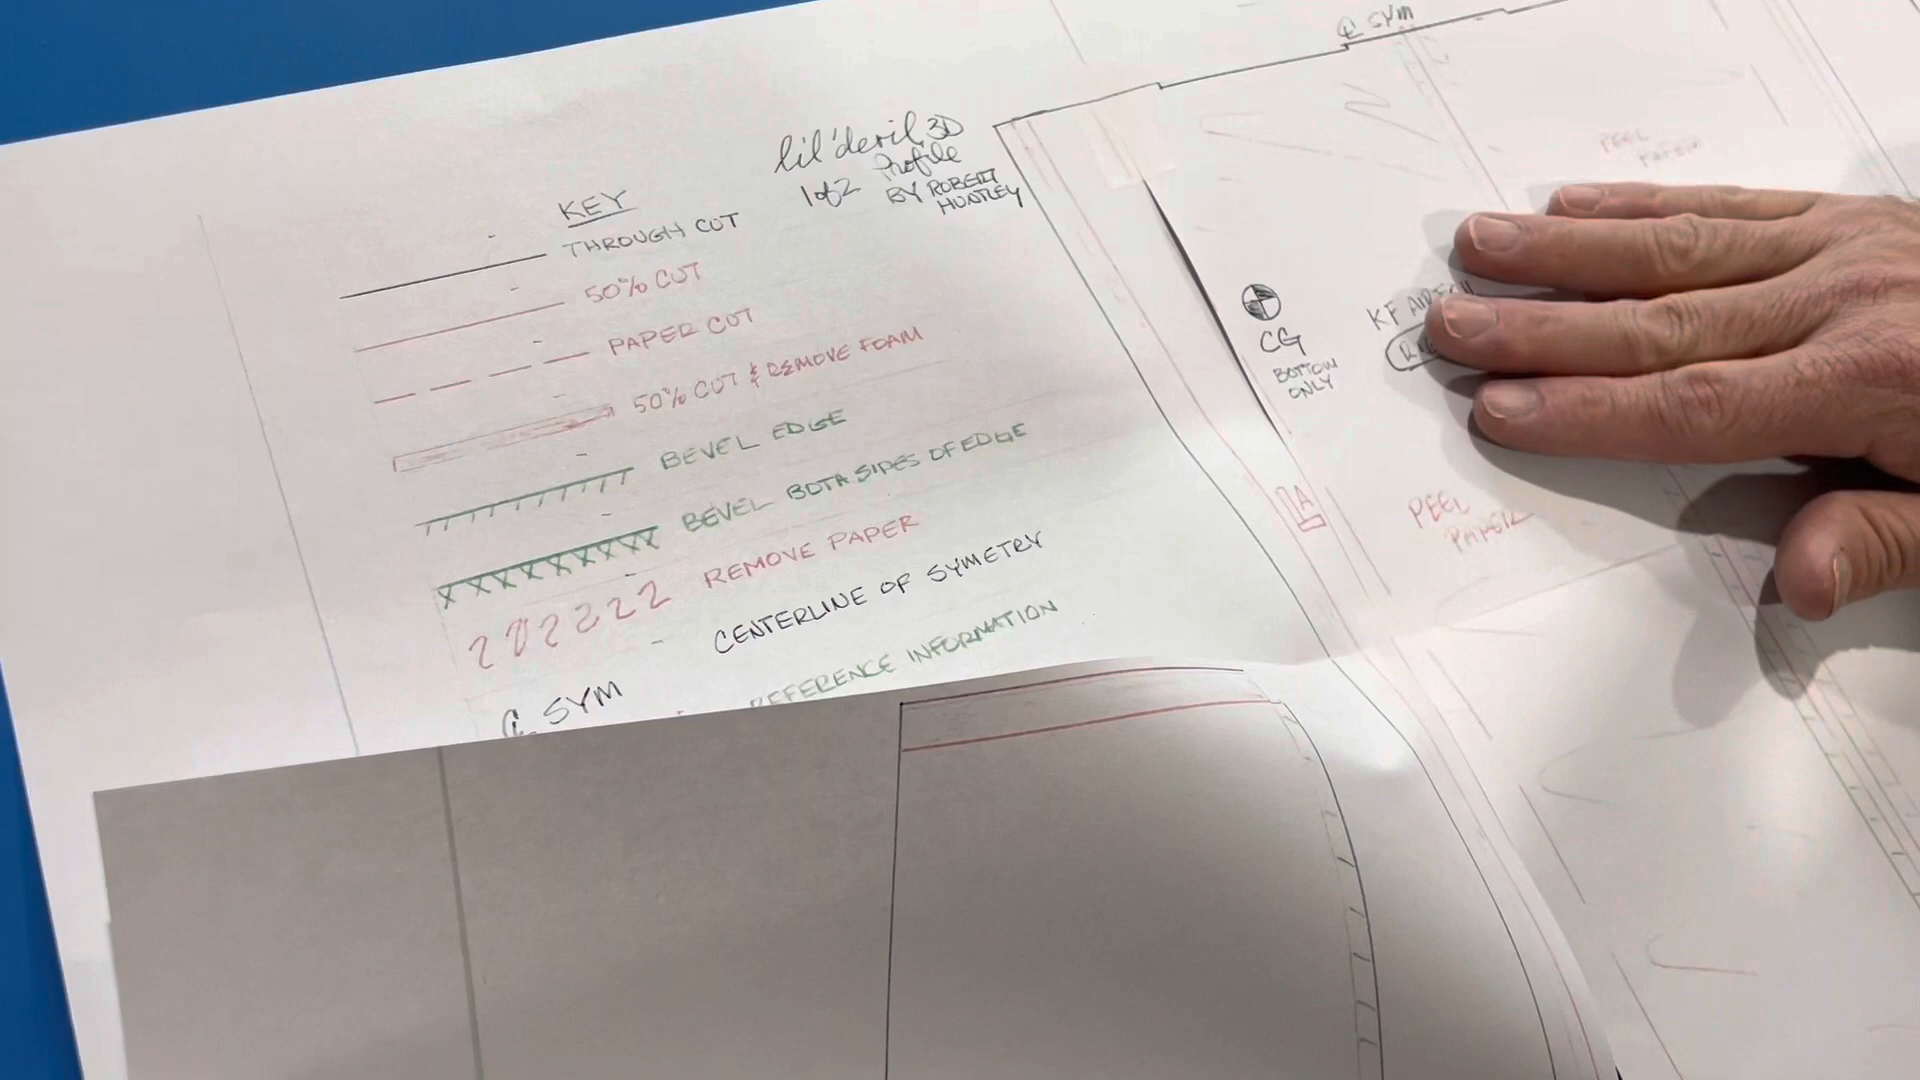 lil' devil 3D
Profile
1 of 2
BY ROBERT
HUNTLEY
KEY
THROUGH CUT
50% CUT
PAPER CUT
50% CUT & REMOVE FOAM
BEVEL EDGE
BEVEL BOTH SIDES OF EDGE
REMOVE PAPER
CENTERLINE OF SYMETRY
℄ SYM
REFERENCE INFORMATION
℄ SYM
PEEL
PAPER
KF AIRFOIL
CG
BOTTOM
ONLY
A
PEEL
PAPER